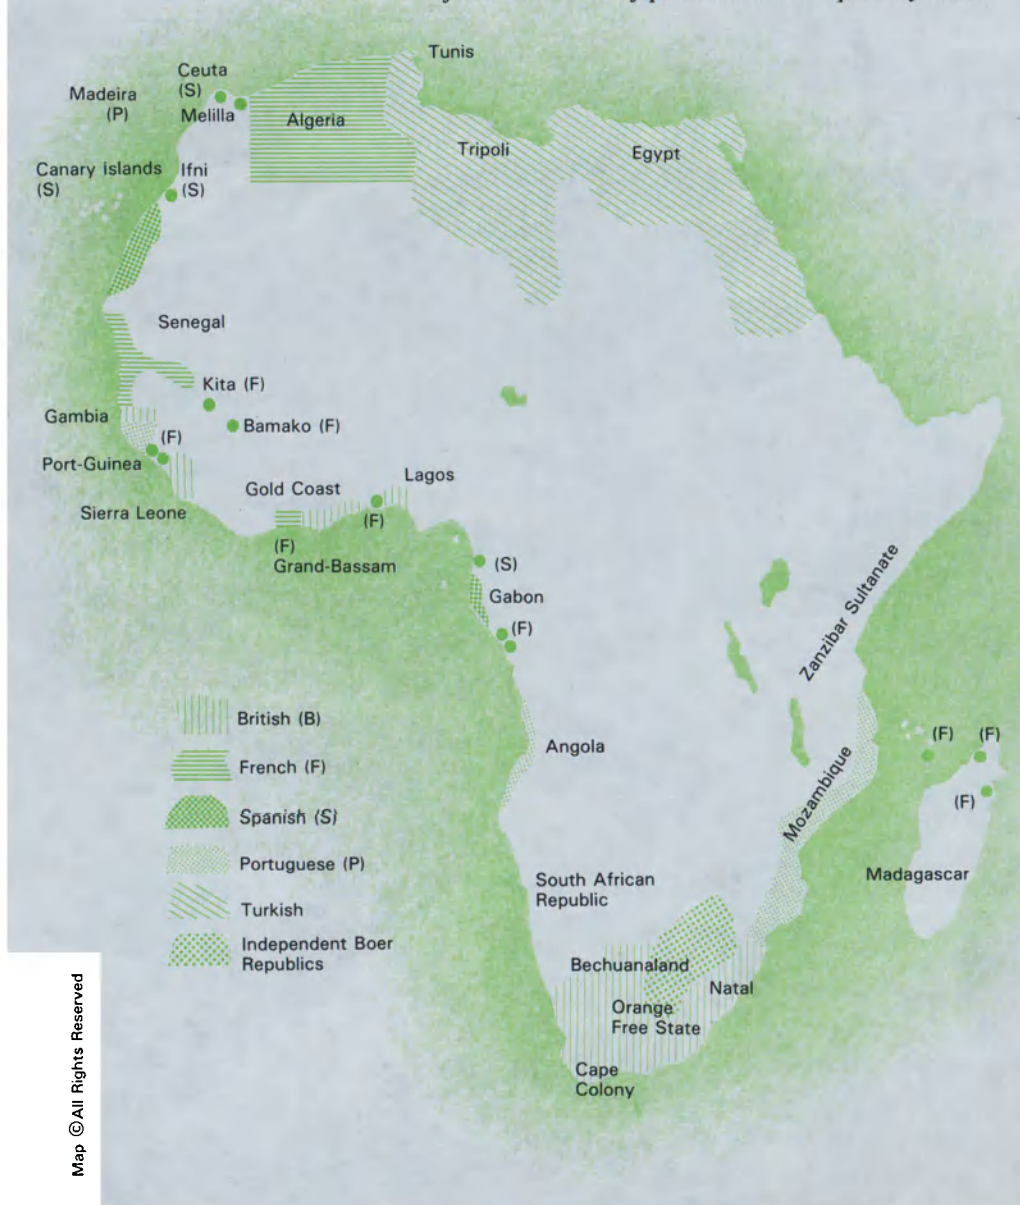 Tunis
Ceuta
(S)
Madeira
(P)
Melilla
Algeria
Tripoli
Egypt
Canary Islands
(S)
Ifni
(S)
Senegal
Kita (F)
Gambia
Bamako (F)
(F)
Port-Guinea
Lagos
Gold Coast
Sierra Leone
(F)
(F)
Grand-Bassam
(S)
Gabon
(F)
Zanzibar Sultanate
British (B)
French (F)
Spanish (S)
Portuguese (P)
Turkish
Independent Boer
Republics
Angola
(F)
(F)
(F)
Mozambique
Madagascar
South African
Republic
Bechuanaland
Natal
Orange
Free State
Cape
Colony
Map © All Rights Reserved